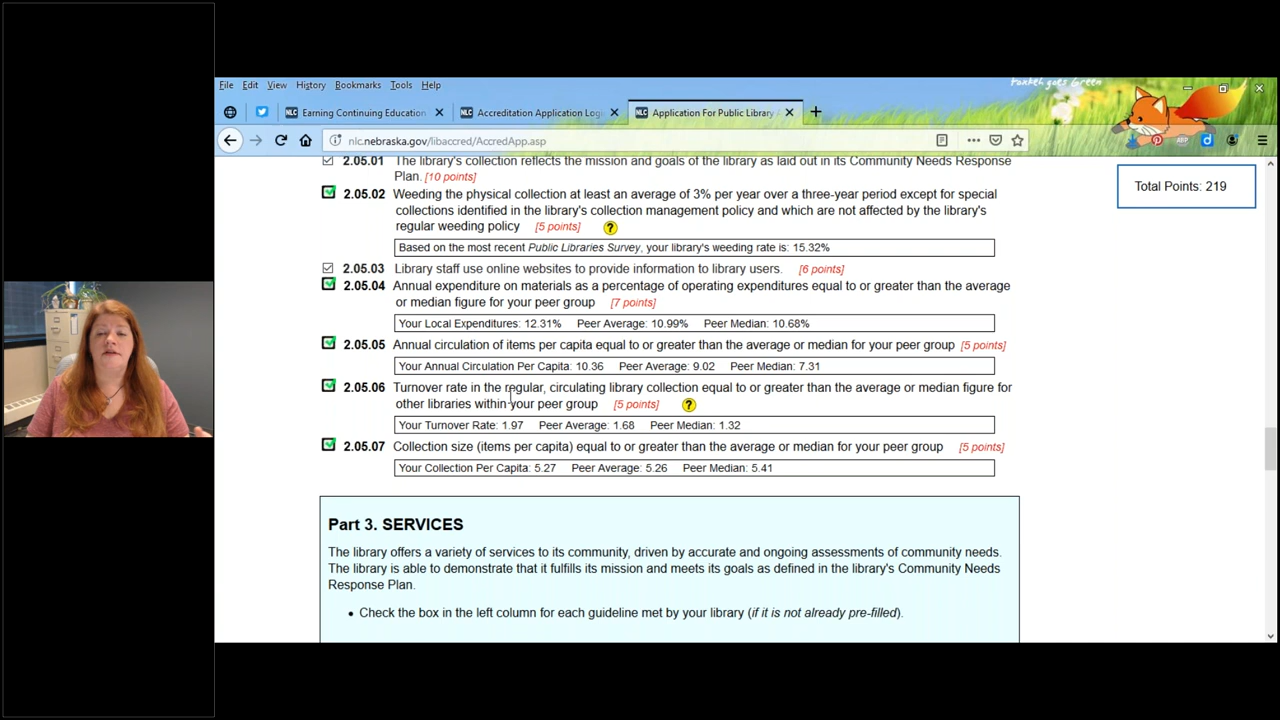 Foxkeh goes Green
File Edit View History Bookmarks Tools Help
NLC Earning Continuing Education
NLC Accreditation Application Log
NLC Application For Public Library A
nlc.nebraska.gov/libaccred/AccredApp.asp
2.05.01 The library's collection reflects the mission and goals of the library as laid out in its Community Needs Response
Plan. [10 points]
Total Points: 219
2.05.02 Weeding the physical collection at least an average of 3% per year over a three-year period except for special
collections identified in the library's collection management policy and which are not affected by the library's
regular weeding policy [5 points] ?
Based on the most recent Public Libraries Survey, your library's weeding rate is: 15.32%
2.05.03 Library staff use online websites to provide information to library users. [6 points]
2.05.04 Annual expenditure on materials as a percentage of operating expenditures equal to or greater than the average
or median figure for your peer group [7 points]
Your Local Expenditures: 12.31% Peer Average: 10.99% Peer Median: 10.68%
2.05.05 Annual circulation of items per capita equal to or greater than the average or median for your peer group [5 points]
Your Annual Circulation Per Capita: 10.36 Peer Average: 9.02 Peer Median: 7.31
2.05.06 Turnover rate in the regular, circulating library collection equal to or greater than the average or median figure for
other libraries within your peer group [5 points] ?
Your Turnover Rate: 1.97 Peer Average: 1.68 Peer Median: 1.32
2.05.07 Collection size (items per capita) equal to or greater than the average or median for your peer group [5 points]
Your Collection Per Capita: 5.27 Peer Average: 5.26 Peer Median: 5.41
Part 3. SERVICES
The library offers a variety of services to its community, driven by accurate and ongoing assessments of community needs.
The library is able to demonstrate that it fulfills its mission and meets its goals as defined in the library's Community Needs
Response Plan.
• Check the box in the left column for each guideline met by your library (if it is not already pre-filled).